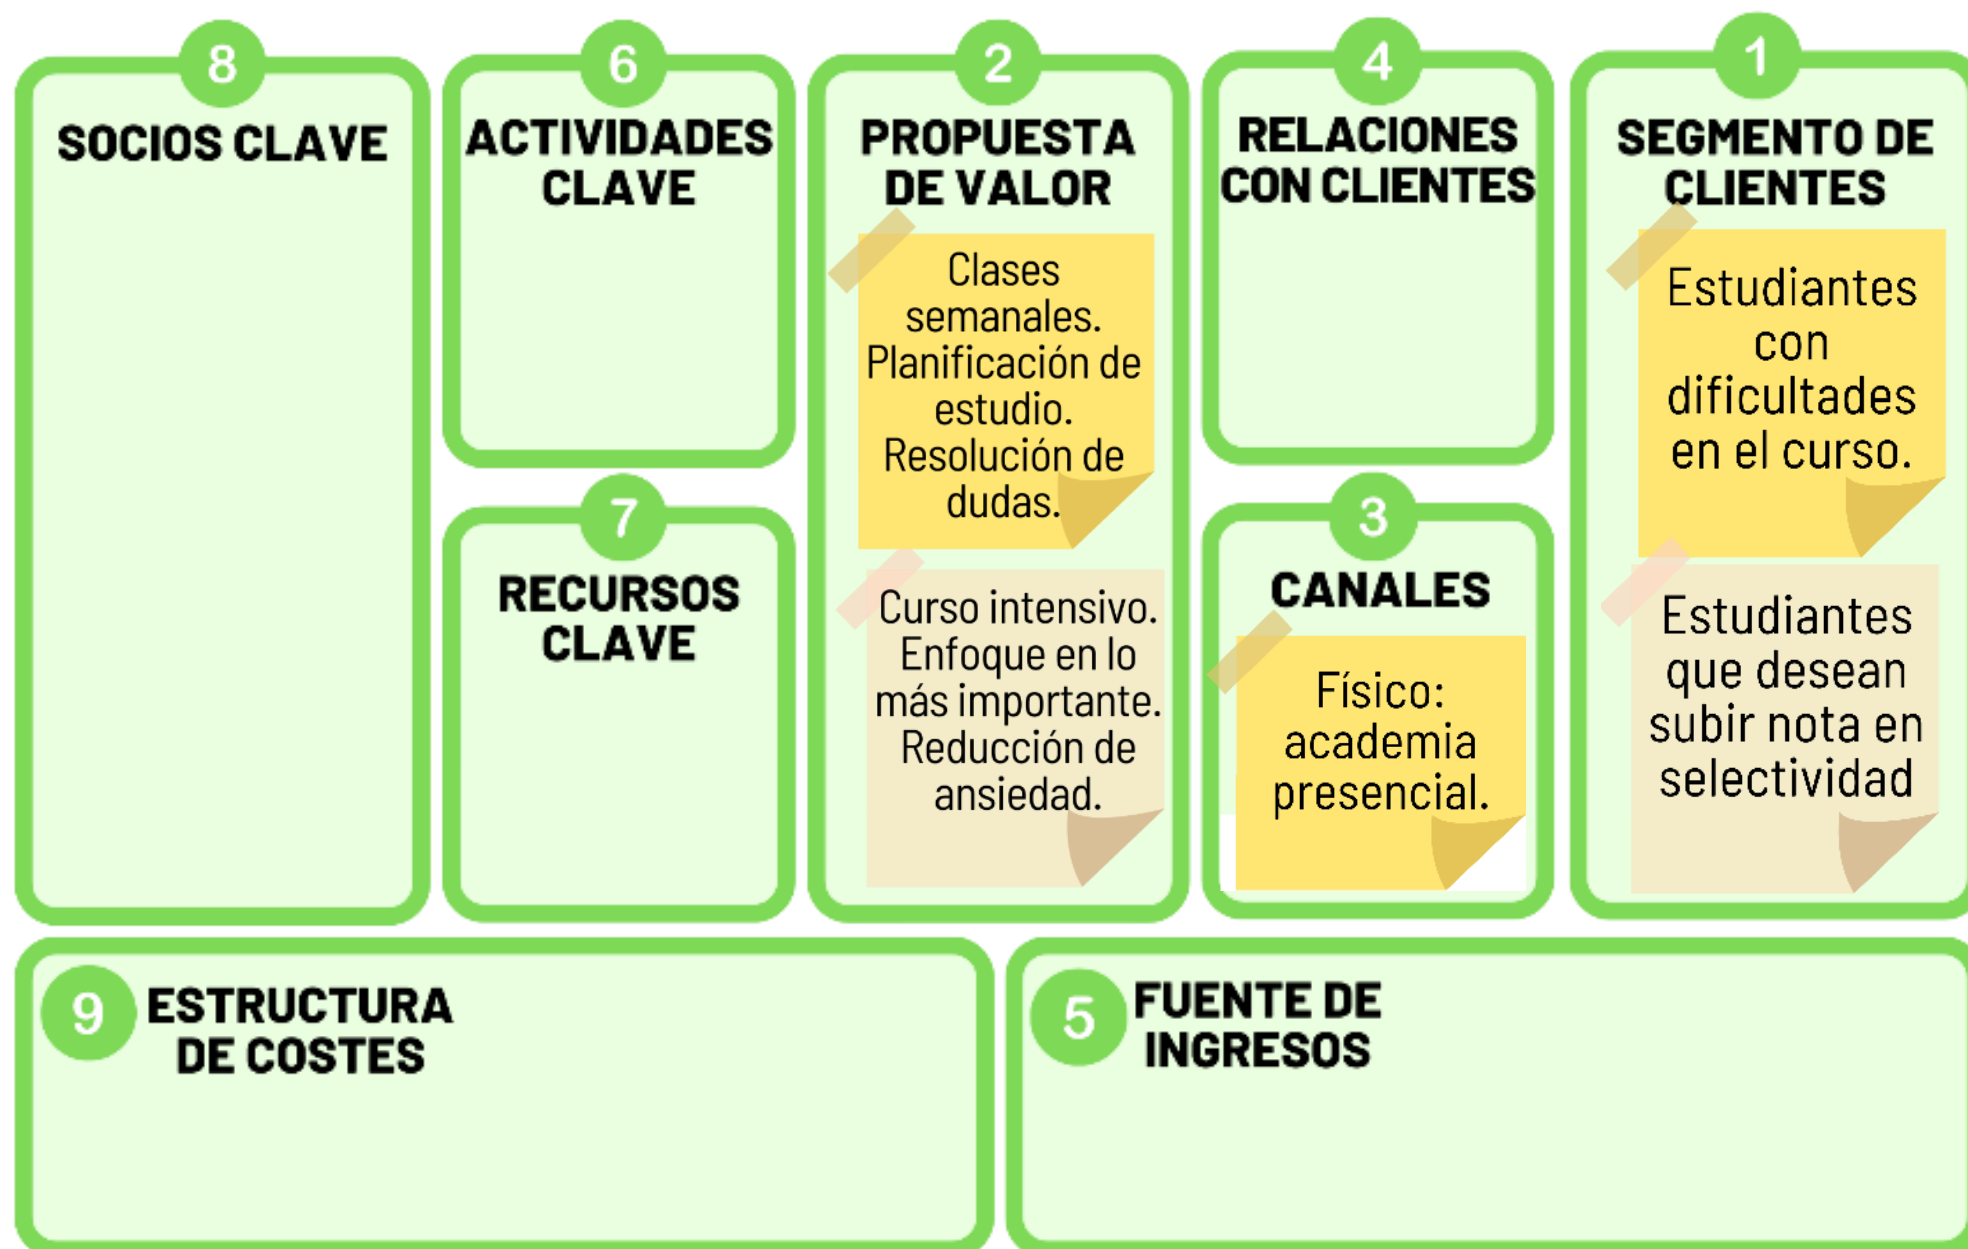 8
SOCIOS CLAVE
6
ACTIVIDADES
CLAVE
7
RECURSOS
CLAVE
2
PROPUESTA
DE VALOR
Clases
semanales.
Planificación de
estudio.
Resolución de
dudas.
Curso intensivo.
Enfoque en lo
más importante.
Reducción de
ansiedad.
4
RELACIONES
CON CLIENTES
3
CANALES
Físico:
academia
presencial.
1
SEGMENTO DE
CLIENTES
Estudiantes
con
dificultades
en el curso.
Estudiantes
que desean
subir nota en
selectividad
9
ESTRUCTURA
DE COSTES
5
FUENTE DE
INGRESOS